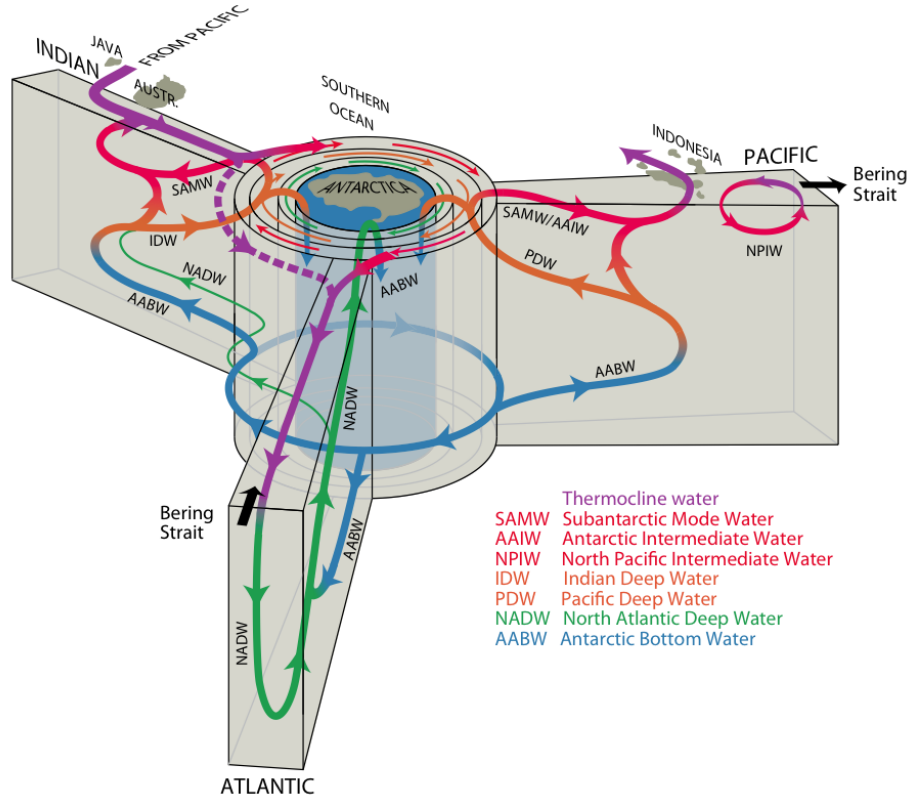 JAVA
INDIAN
FROM PACIFIC
AUSTR.
SOUTHERN
OCEAN
ANTARCTICA
INDONESIA
PACIFIC
Bering
Strait
SAMW
SAMW/AAIW
NPIW
IDW
PDW
NADW
AABW
AABW
AABW
NADW
Bering
Strait
AABW
NADW
ATLANTIC
Thermocline water
SAMW Subantarctic Mode Water
AAIW Antarctic Intermediate Water
NPIW North Pacific Intermediate Water
IDW Indian Deep Water
PDW Pacific Deep Water
NADW North Atlantic Deep Water
AABW Antarctic Bottom Water